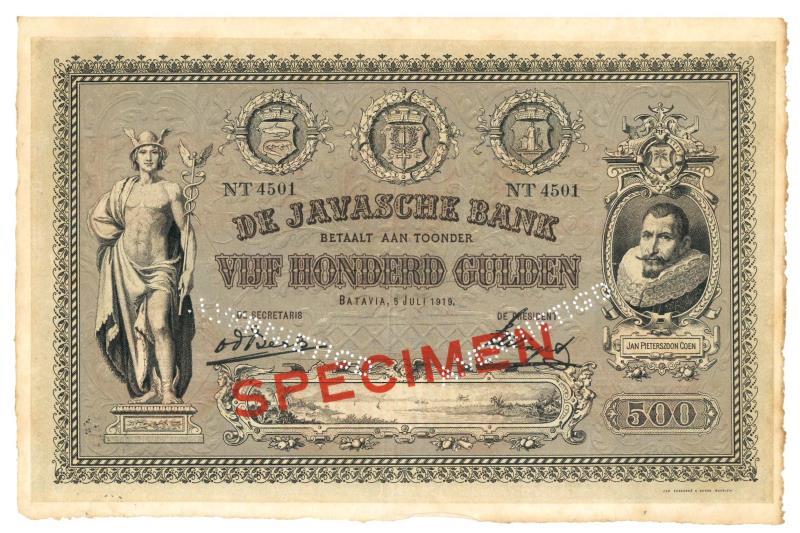 NT 4501 NT 4501
DE JAVASCHE BANK
BETAALT AAN TOONDER
VIJF HONDERD GULDEN
BATAVIA, 5 JULI 1919.
DE SECRETARIS DE PRESIDENT
SPECIMEN
JAN PIETERSZOON COEN
500